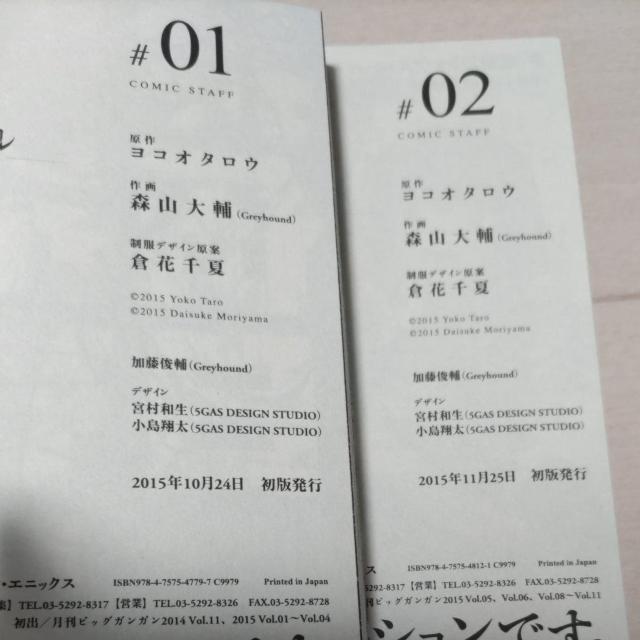 #01
COMIC STAFF
原作
ヨコオタロウ
作画
森山大輔(Greyhound)
制服デザイン原案
倉花千夏
©2015 Yoko Taro
©2015 Daisuke Moriyama
加藤俊輔(Greyhound)
デザイン
宮村和生(5GAS DESIGN STUDIO)
小島翔太(5GAS DESIGN STUDIO)
2015年10月24日 初版発行
・エニックス ISBN978-4-7575-4779-7 C9979 Printed in Japan
】TEL.03-5292-8317【営業】TEL.03-5292-8326 FAX.03-5292-8728
初出／月刊ビッグガンガン2014 Vol.11、2015 Vol.01〜Vol.04
#02
COMIC STAFF
原作
ヨコオタロウ
作画
森山大輔(Greyhound)
制服デザイン原案
倉花千夏
©2015 Yoko Taro
©2015 Daisuke Moriyama
加藤俊輔(Greyhound)
デザイン
宮村和生(5GAS DESIGN STUDIO)
小島翔太(5GAS DESIGN STUDIO)
2015年11月25日 初版発行
ス ISBN978-4-7575-4812-1 C9979 Printed in Japan
5292-8317【営業】TEL.03-5292-8326 FAX.03-5292-8728
ビッグガンガン2015 Vol.05、Vol.06、Vol.08〜Vol.11
ションです。